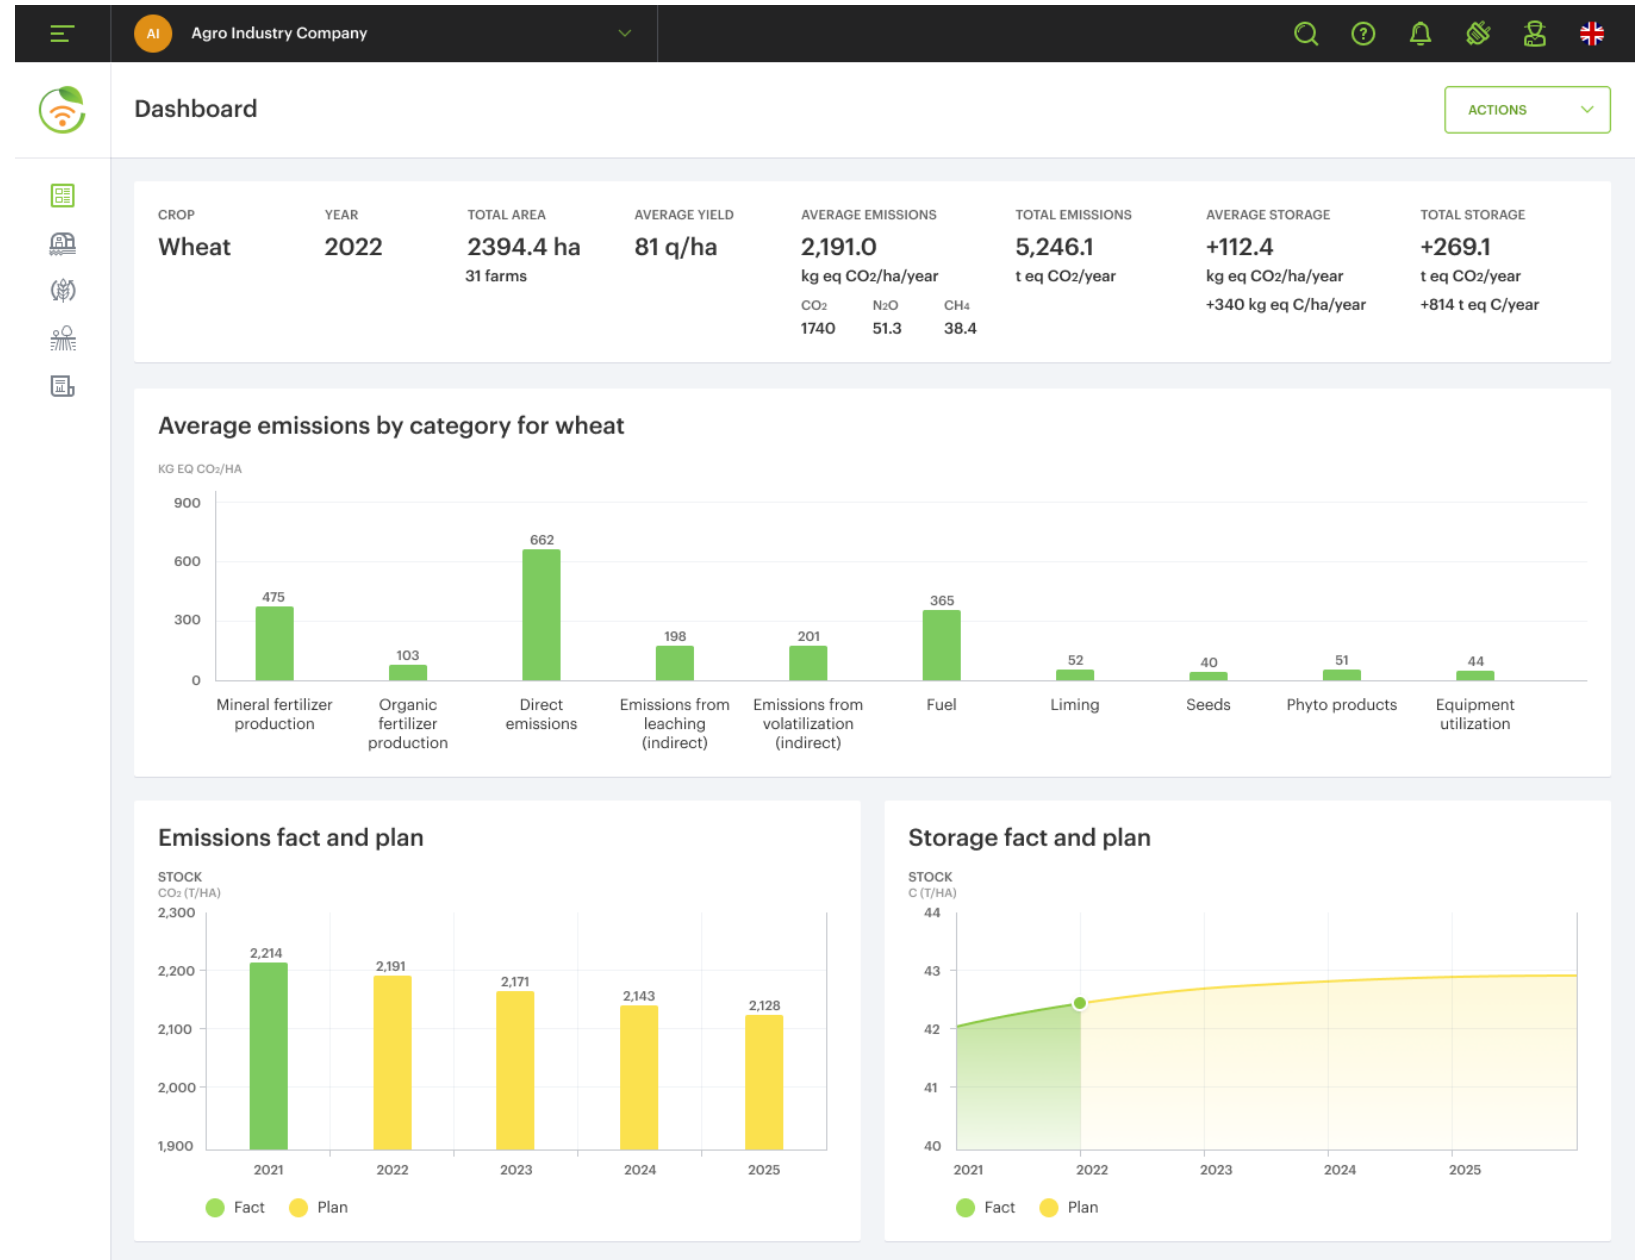 AI Agro Industry Company
Dashboard
ACTIONS
CROP
Wheat
YEAR
2022
TOTAL AREA
2394.4 ha
31 farms
AVERAGE YIELD
81 q/ha
AVERAGE EMISSIONS
2,191.0
kg eq CO2/ha/year
CO2 N2O CH4
1740 51.3 38.4
TOTAL EMISSIONS
5,246.1
t eq CO2/year
AVERAGE STORAGE
+112.4
kg eq CO2/ha/year
+340 kg eq C/ha/year
TOTAL STORAGE
+269.1
t eq CO2/year
+814 t eq C/year
Average emissions by category for wheat
KG EQ CO2/HA
900
600
300
0
475
103
662
198
201
365
52
40
51
44
Mineral fertilizer
production
Organic
fertilizer
production
Direct
emissions
Emissions from
leaching
(indirect)
Emissions from
volatilization
(indirect)
Fuel
Liming
Seeds
Phyto products
Equipment
utilization
Emissions fact and plan
STOCK
CO2 (T/HA)
2,300
2,200
2,100
2,000
1,900
2,214
2,191
2,171
2,143
2,128
2021 2022 2023 2024 2025
Fact Plan
Storage fact and plan
STOCK
C (T/HA)
44
43
42
41
40
2021 2022 2023 2024 2025
Fact Plan